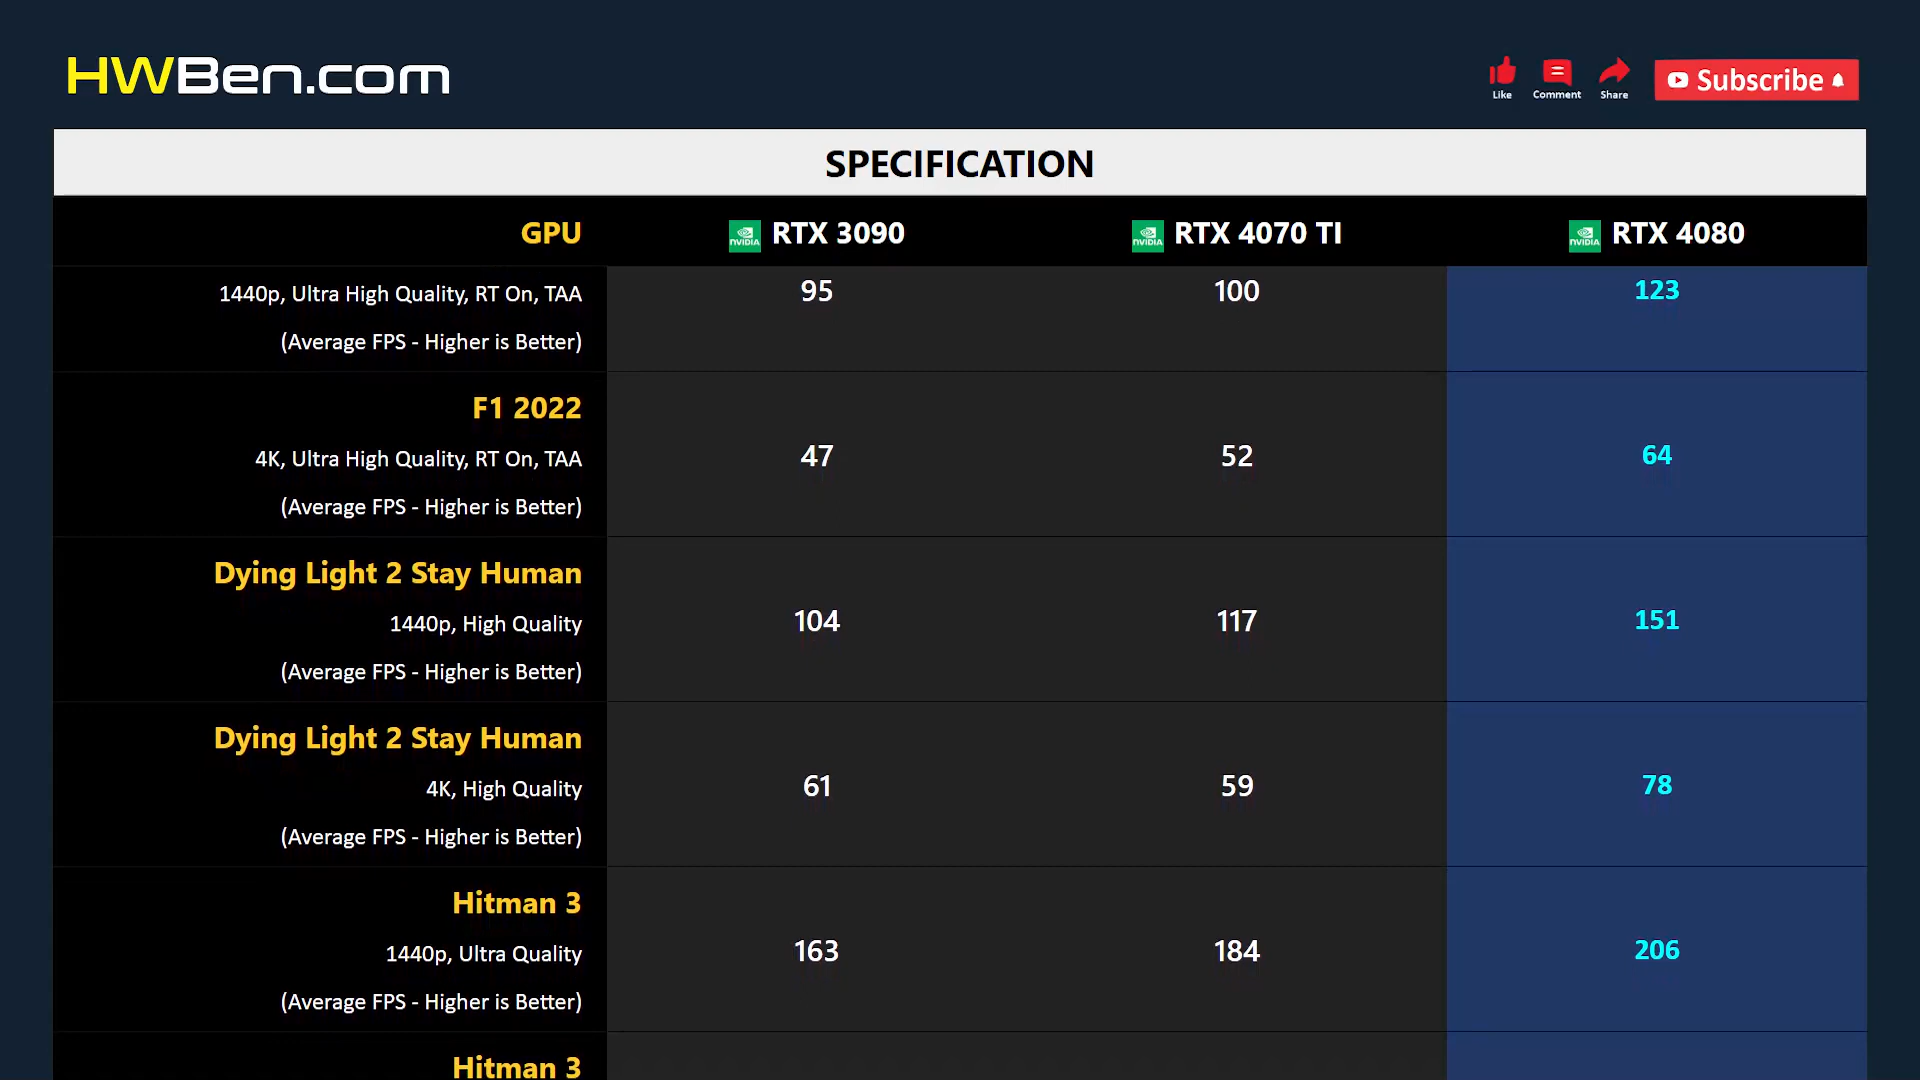 HWBen.com
Like
Comment
Share
Subscribe
SPECIFICATION
GPU
NVIDIA RTX 3090
NVIDIA RTX 4070 TI
NVIDIA RTX 4080
1440p, Ultra High Quality, RT On, TAA
(Average FPS - Higher is Better)
95
100
123
F1 2022
4K, Ultra High Quality, RT On, TAA
(Average FPS - Higher is Better)
47
52
64
Dying Light 2 Stay Human
1440p, High Quality
(Average FPS - Higher is Better)
104
117
151
Dying Light 2 Stay Human
4K, High Quality
(Average FPS - Higher is Better)
61
59
78
Hitman 3
1440p, Ultra Quality
(Average FPS - Higher is Better)
163
184
206
Hitman 3